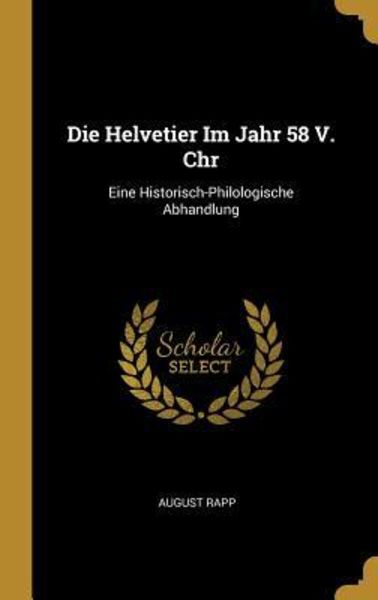 Die Helvetier Im Jahr 58 V.
Chr
Eine Historisch-Philologische
Abhandlung
Scholar
SELECT
AUGUST RAPP